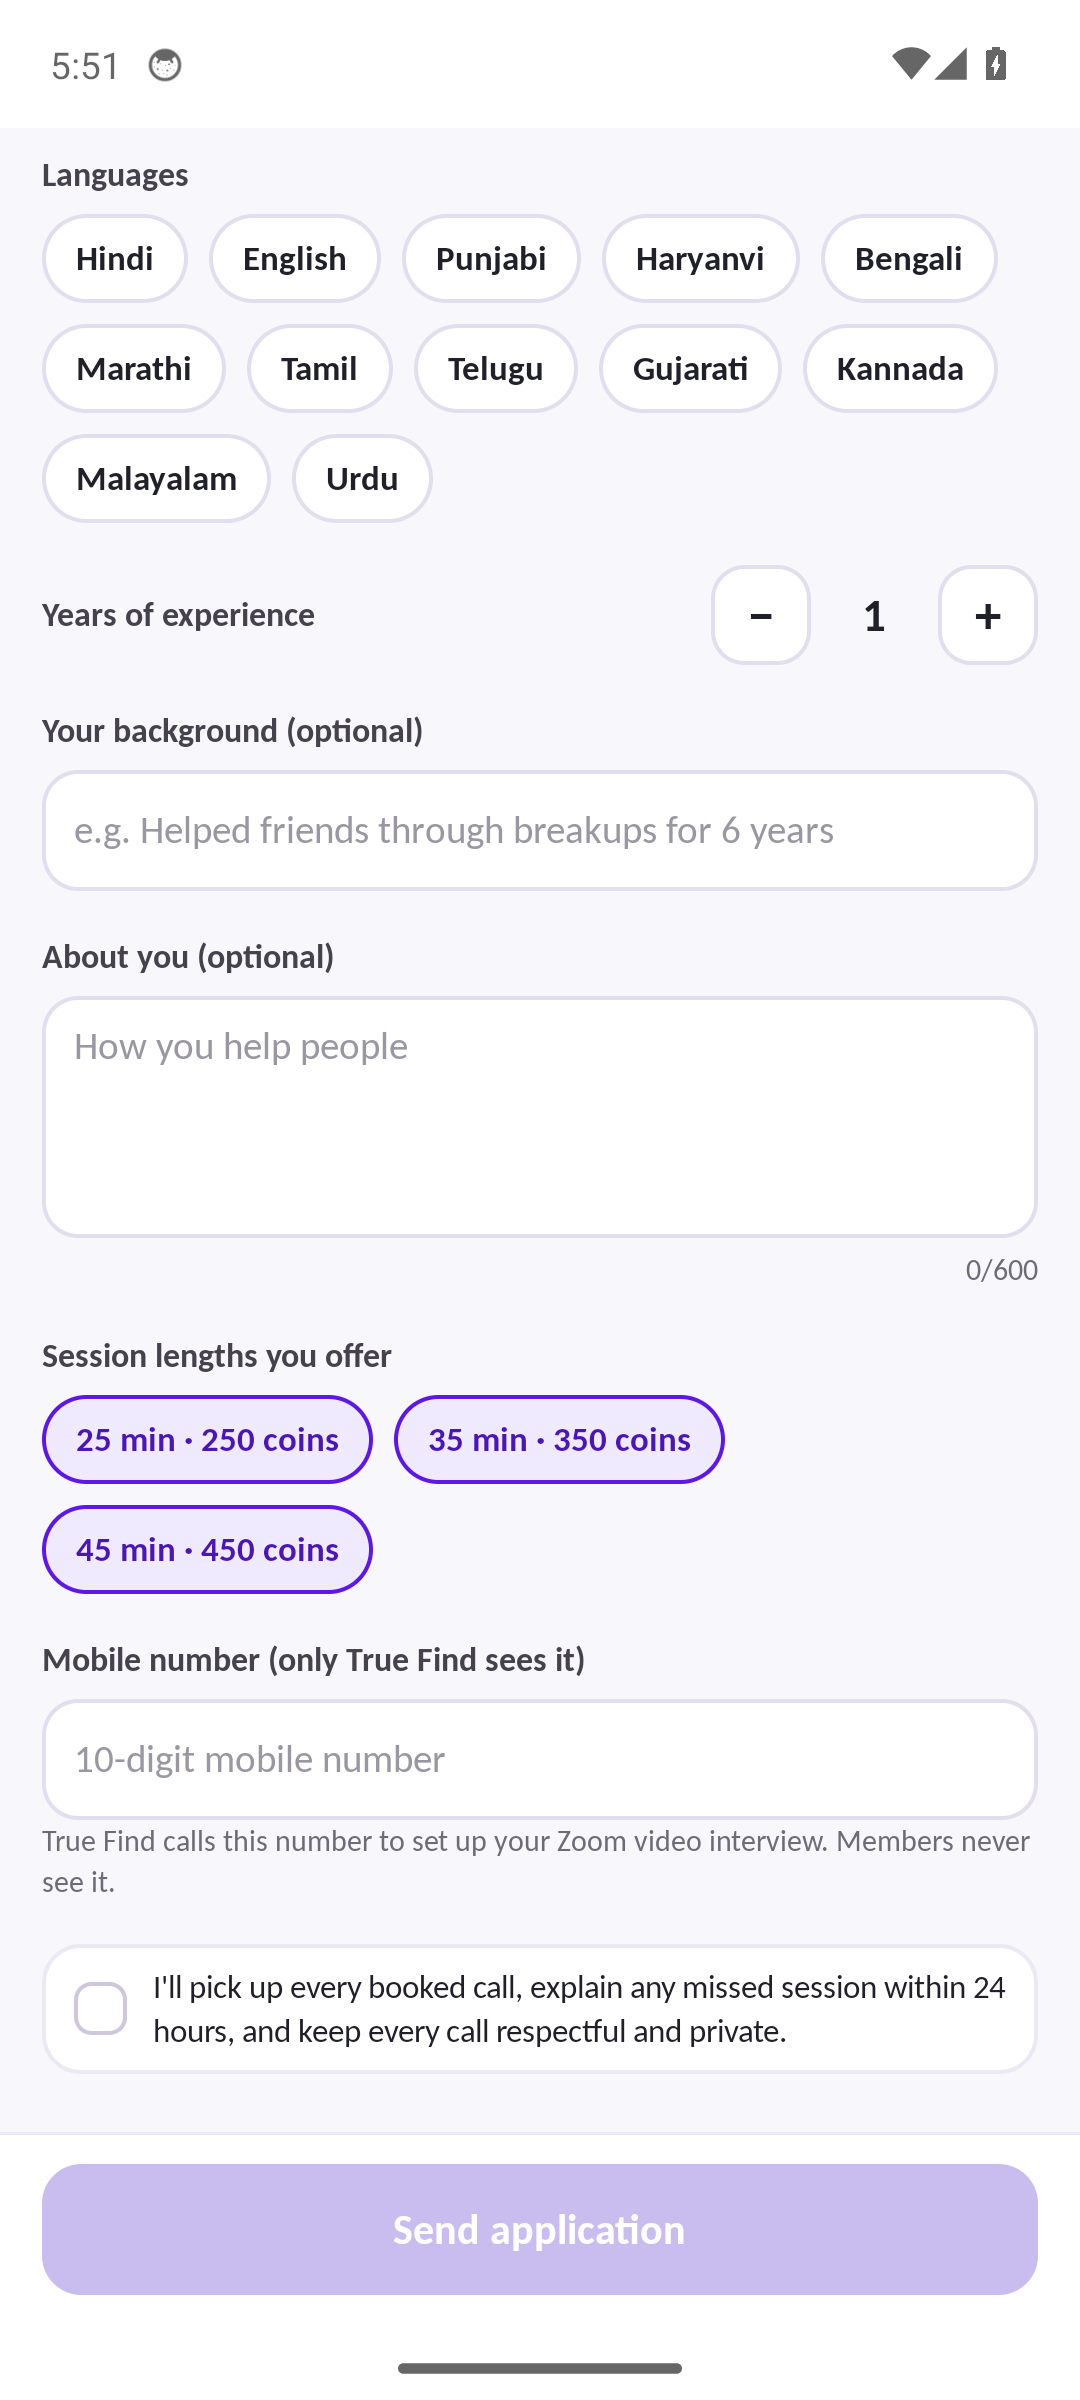 5:51
Languages
Hindi English Punjabi Haryanvi Bengali
Marathi Tamil Telugu Gujarati Kannada
Malayalam Urdu
Years of experience − 1 +
Your background (optional)
e.g. Helped friends through breakups for 6 years
About you (optional)
How you help people
0/600
Session lengths you offer
25 min · 250 coins 35 min · 350 coins
45 min · 450 coins
Mobile number (only True Find sees it)
10-digit mobile number
True Find calls this number to set up your Zoom video interview. Members never
see it.
I'll pick up every booked call, explain any missed session within 24
hours, and keep every call respectful and private.
Send application